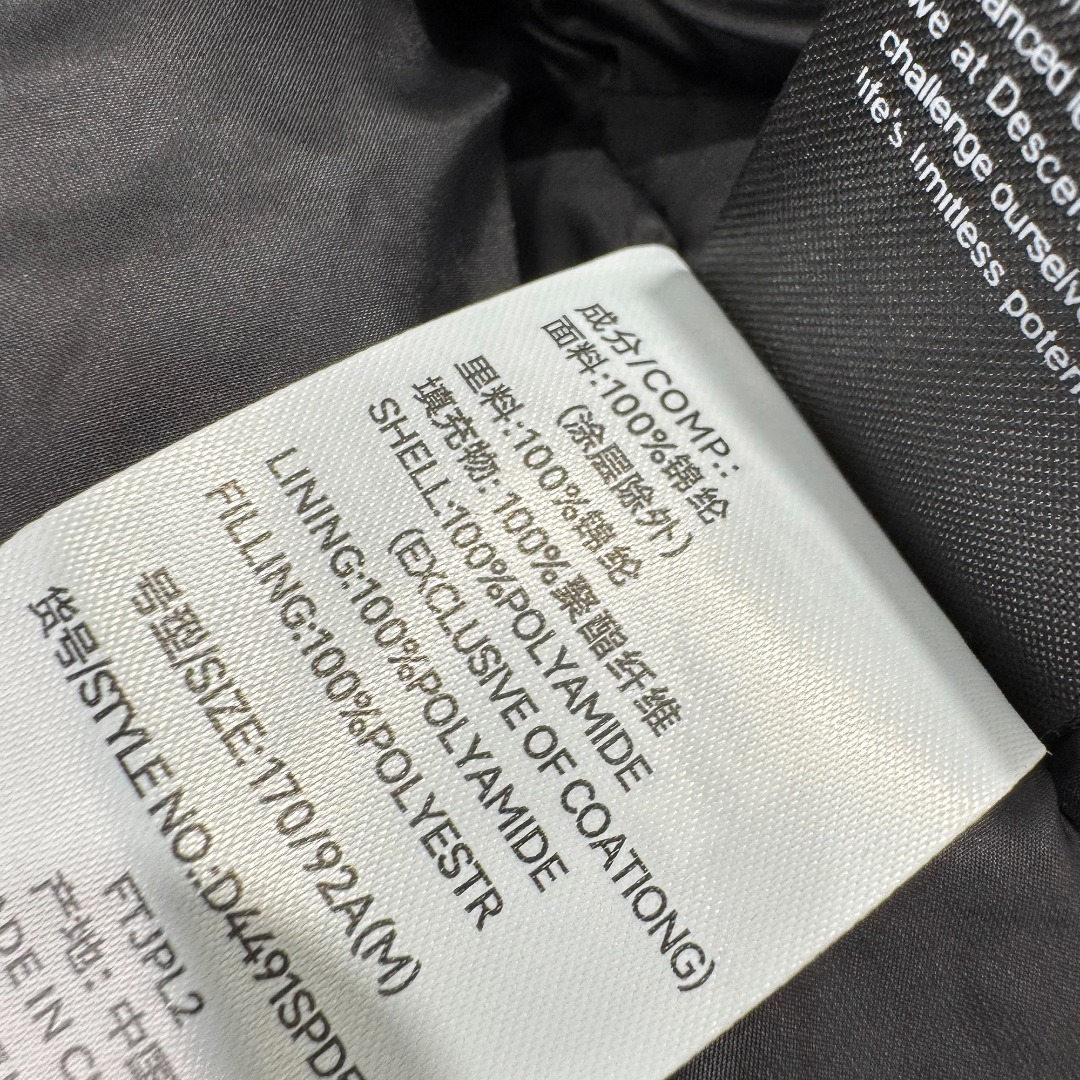 anced
we at Descen
challenge ourselv
life's limitless poten
成分/COMP.:
面料:100%锦纶
(涂层除外)
里料:100%锦纶
填充物: 100%聚酯纤维
SHELL:100%POLYAMIDE
(EXCLUSIVE OF COATIONG)
LINING:100%POLYAMIDE
FILLING:100%POLYESTR
号型/SIZE: 170/92A(M)
货号/STYLE NO.:D4491SPD
FTJPL2
产地: 中国
DE IN C